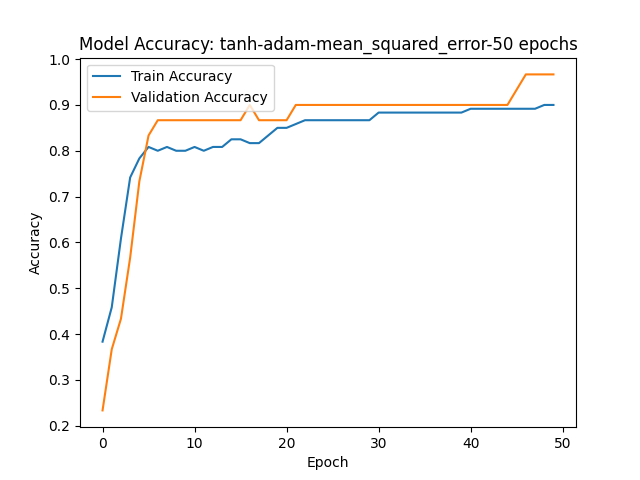 Model Accuracy: tanh-adam-mean_squared_error-50 epochs
Train Accuracy
Validation Accuracy
1.0
0.9
0.8
0.7
0.6
0.5
0.4
0.3
0.2
Accuracy
0 10 20 30 40 50
Epoch